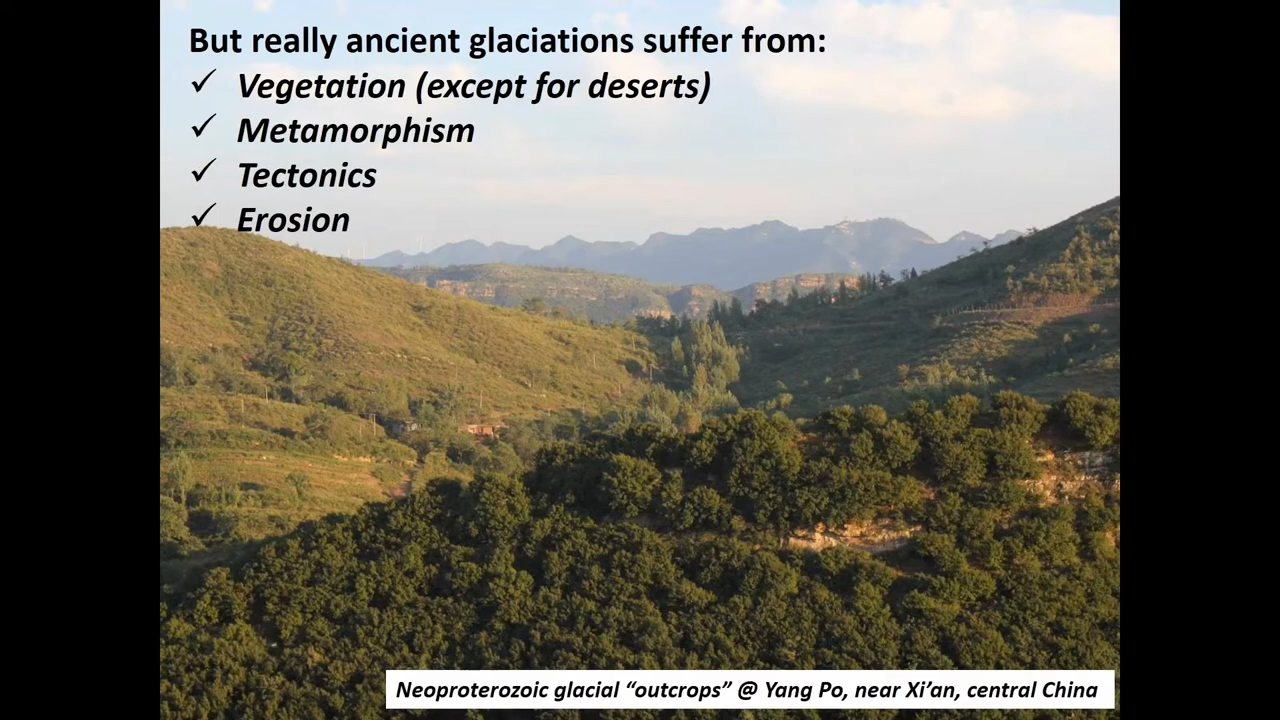 But really ancient glaciations suffer from:
✓ Vegetation (except for deserts)
✓ Metamorphism
✓ Tectonics
✓ Erosion
Neoproterozoic glacial “outcrops” @ Yang Po, near Xi’an, central China